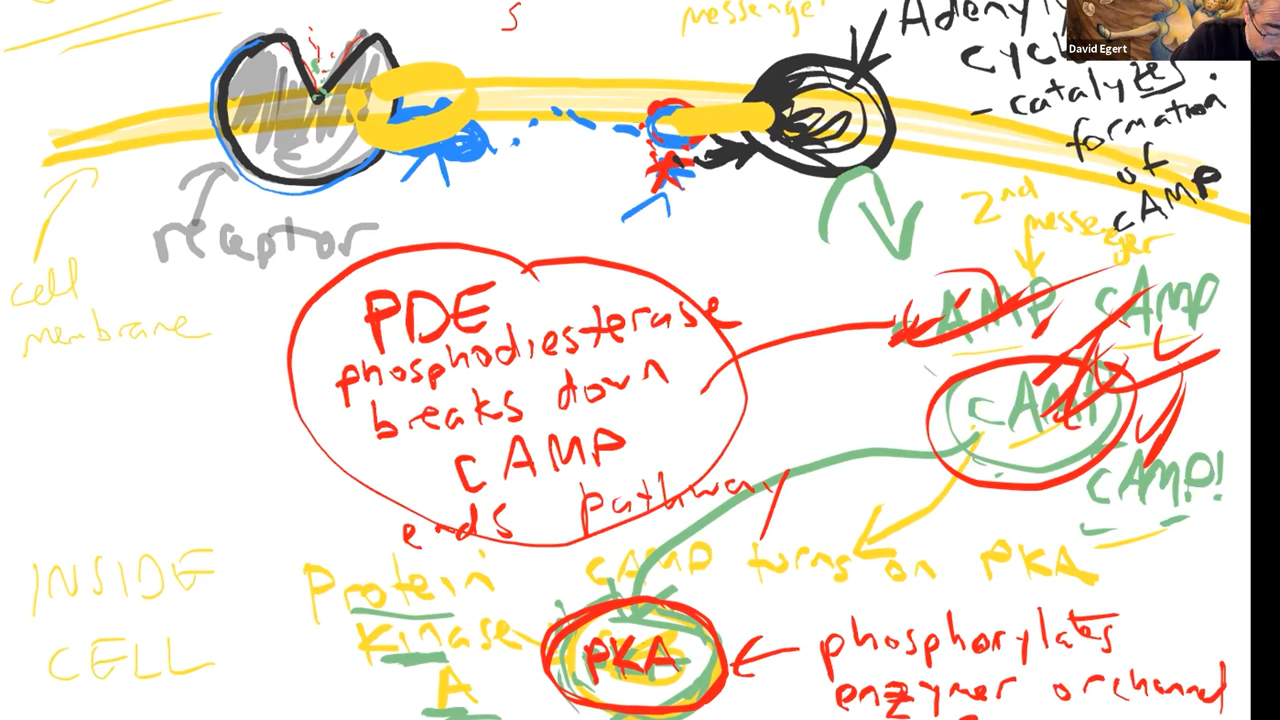 s
messenger
Adenyl
cycl
David Egert
- catalyzes
formation
of
cAMP
receptor
cell
membrane
2nd
messenger
PDE
phosphodiesterase
breaks down
cAMP
ends pathway
cAMP cAMP
cAMP
cAMP!
INSIDE
CELL
Protein
Kinase
A
cAMP turns on PKA
PKA
phosphorylates
enzymes or channel